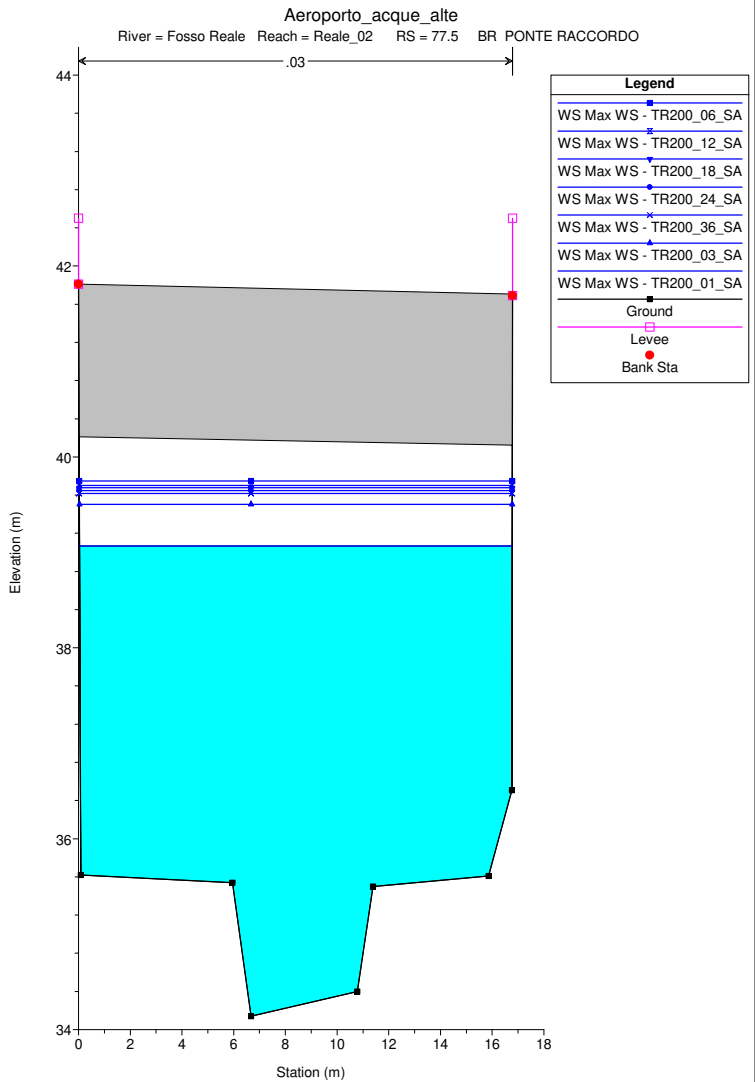 Aeroporto_acque_alte
River = Fosso Reale Reach = Reale_02 RS = 77.5 BR PONTE RACCORDO
.03
44
42
40
38
36
34
0 2 4 6 8 10 12 14 16 18
Elevation (m)
Station (m)
Legend
WS Max WS - TR200_06_SA
WS Max WS - TR200_12_SA
WS Max WS - TR200_18_SA
WS Max WS - TR200_24_SA
WS Max WS - TR200_36_SA
WS Max WS - TR200_03_SA
WS Max WS - TR200_01_SA
Ground
Levee
Bank Sta